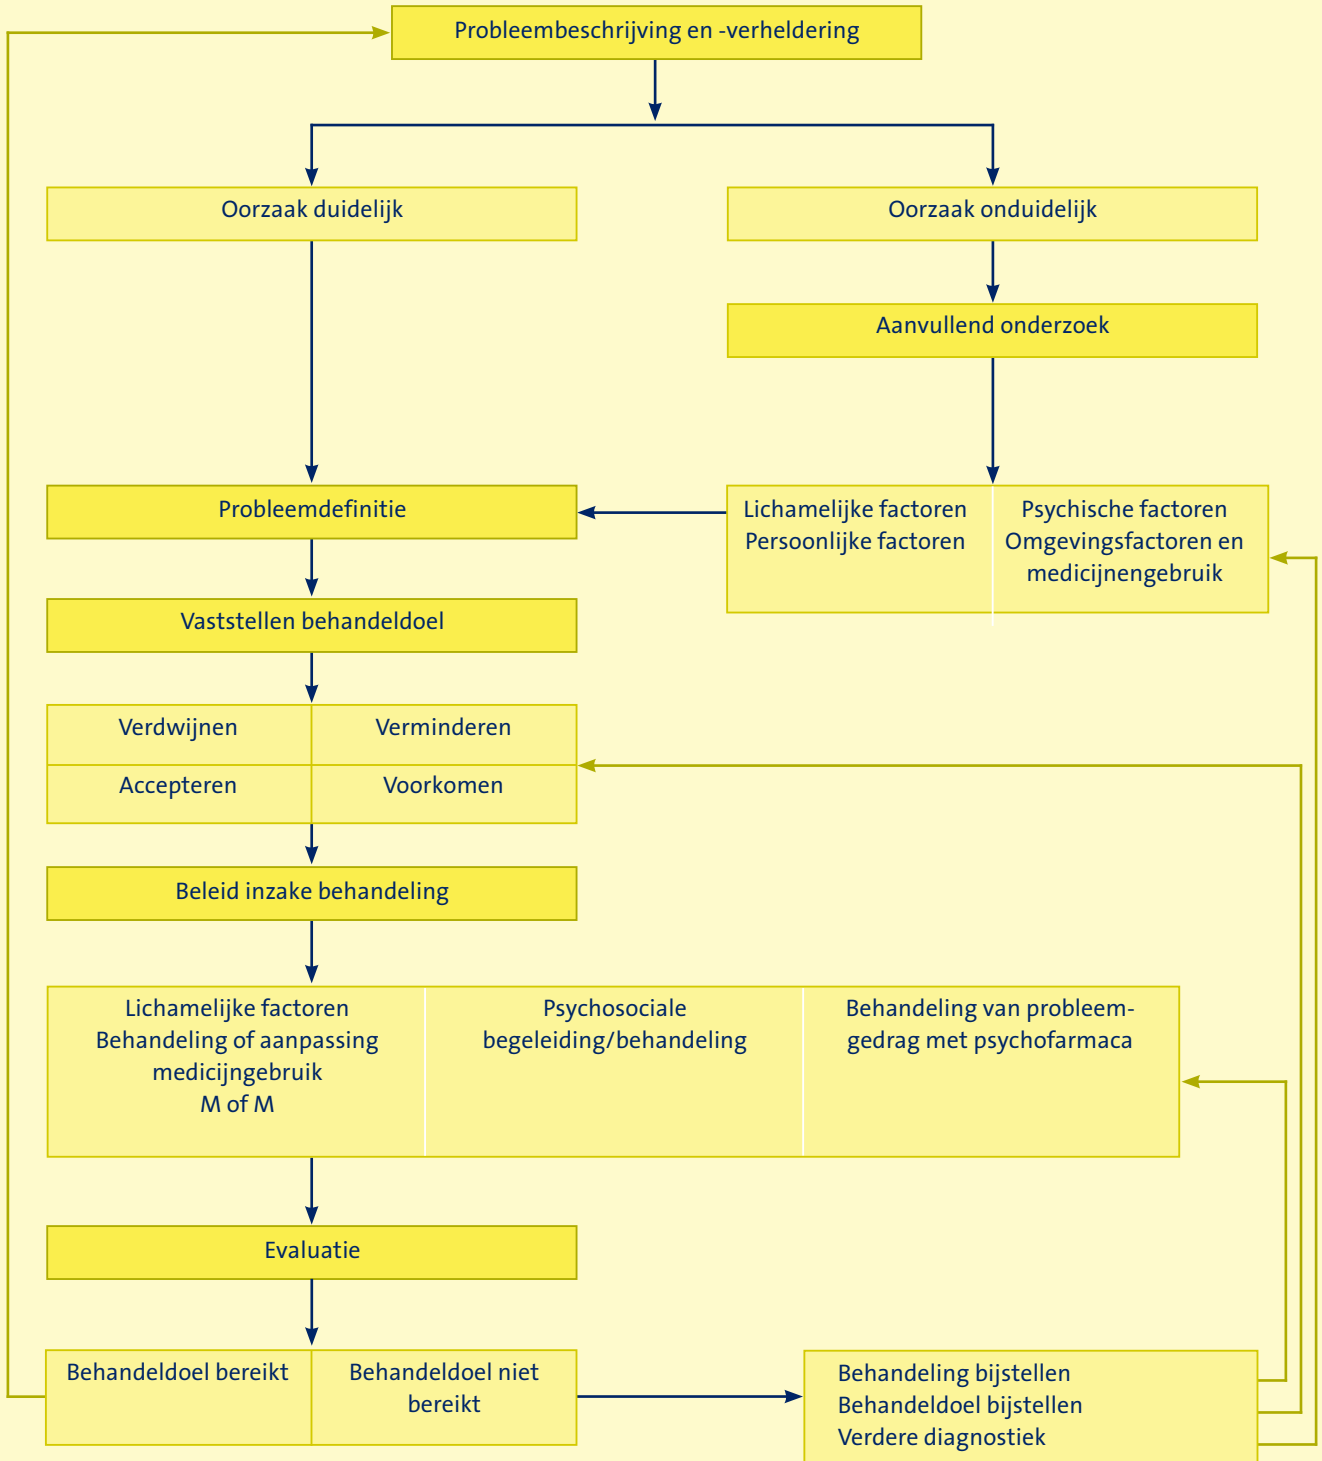 Probleembeschrijving en -verheldering
Oorzaak duidelijk
Oorzaak onduidelijk
Aanvullend onderzoek
Probleemdefinitie
Lichamelijke factoren
Persoonlijke factoren
Psychische factoren
Omgevingsfactoren en
medicijnengebruik
Vaststellen behandeldoel
Verdwijnen
Verminderen
Accepteren
Voorkomen
Beleid inzake behandeling
Lichamelijke factoren
Behandeling of aanpassing
medicijngebruik
M of M
Psychosociale
begeleiding/behandeling
Behandeling van probleem-
gedrag met psychofarmaca
Evaluatie
Behandeldoel bereikt
Behandeldoel niet
bereikt
Behandeling bijstellen
Behandeldoel bijstellen
Verdere diagnostiek